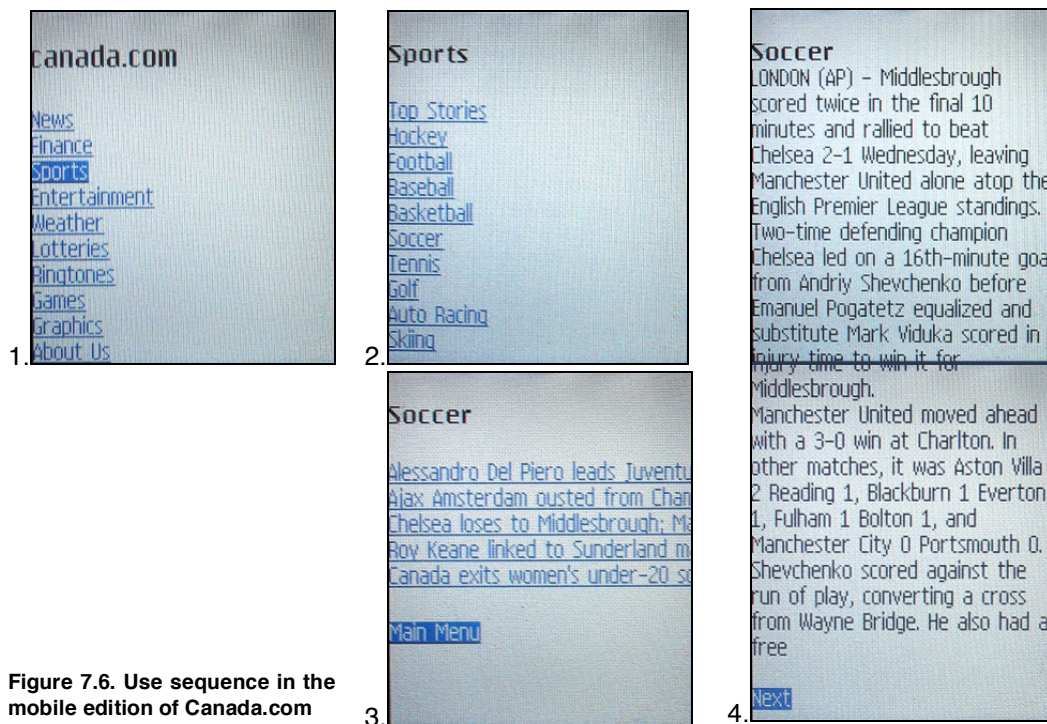 canada.com
News
Finance
Sports
Entertainment
Weather
Lotteries
Ringtones
Games
Graphics
About Us
1.
Sports
Top Stories
Hockey
Football
Baseball
Basketball
Soccer
Tennis
Golf
Auto Racing
Skiing
2.
Soccer
Alessandro Del Piero leads Juventu
Ajax Amsterdam ousted from Cham
Chelsea loses to Middlesbrough; Ma
Roy Keane linked to Sunderland m
Canada exits women's under-20 so
Main Menu
3.
Soccer
LONDON (AP) - Middlesbrough
scored twice in the final 10
minutes and rallied to beat
Chelsea 2-1 Wednesday, leaving
Manchester United alone atop the
English Premier League standings.
Two-time defending champion
Chelsea led on a 16th-minute goa
from Andriy Shevchenko before
Emanuel Pogatetz equalized and
substitute Mark Viduka scored in
injury time to win it for
Middlesbrough.
Manchester United moved ahead
with a 3-0 win at Charlton. In
other matches, it was Aston Villa
2 Reading 1, Blackburn 1 Everton
1, Fulham 1 Bolton 1, and
Manchester City 0 Portsmouth 0.
Shevchenko scored against the
run of play, converting a cross
from Wayne Bridge. He also had a
free
Next
4.
Figure 7.6. Use sequence in the
mobile edition of Canada.com